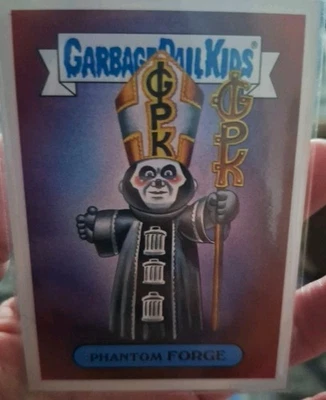 GARBAGE PAIL KIDS®
GPK
GPK
PHANTOM FORGE